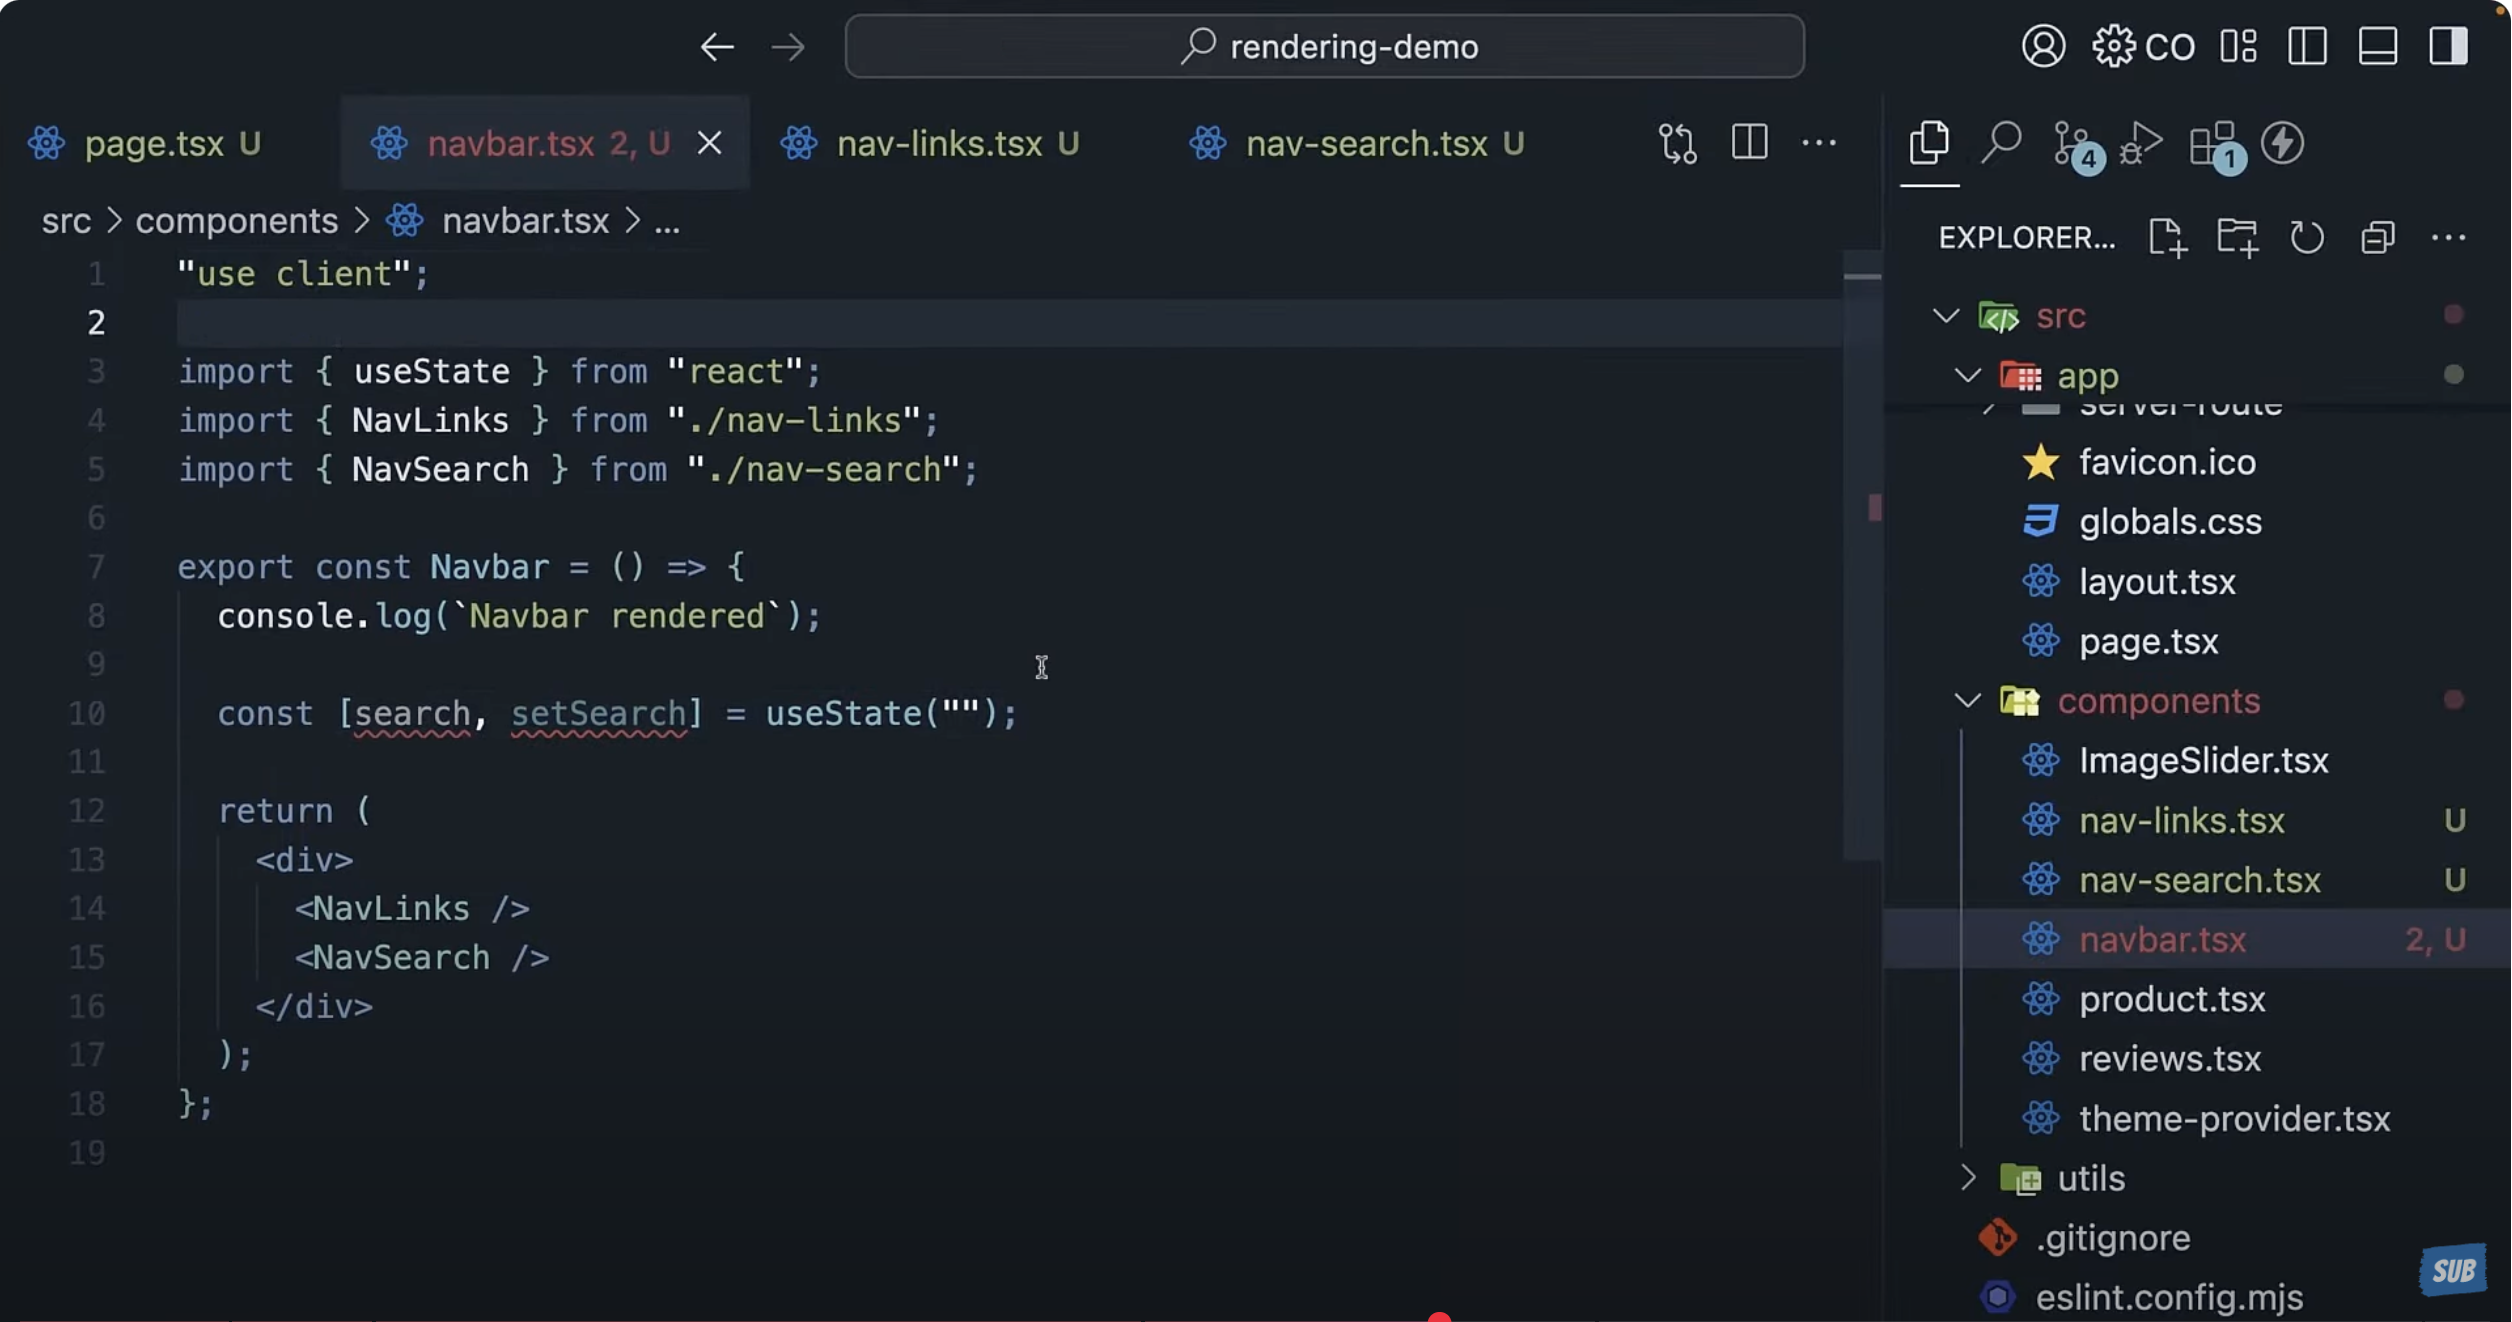 rendering-demo
CO
page.tsx U
navbar.tsx 2, U
nav-links.tsx U
nav-search.tsx U
4
1
src > components > navbar.tsx > ...
EXPLORER...
1 "use client";
2
3 import { useState } from "react";
4 import { NavLinks } from "./nav-links";
5 import { NavSearch } from "./nav-search";
6
7 export const Navbar = () => {
8 console.log(`Navbar rendered`);
9
10 const [search, setSearch] = useState("");
11
12 return (
13 <div>
14 <NavLinks />
15 <NavSearch />
16 </div>
17 );
18 };
19
src
app
server-route
favicon.ico
globals.css
layout.tsx
page.tsx
components
ImageSlider.tsx
nav-links.tsx U
nav-search.tsx U
navbar.tsx 2, U
product.tsx
reviews.tsx
theme-provider.tsx
utils
.gitignore
eslint.config.mjs
SUB